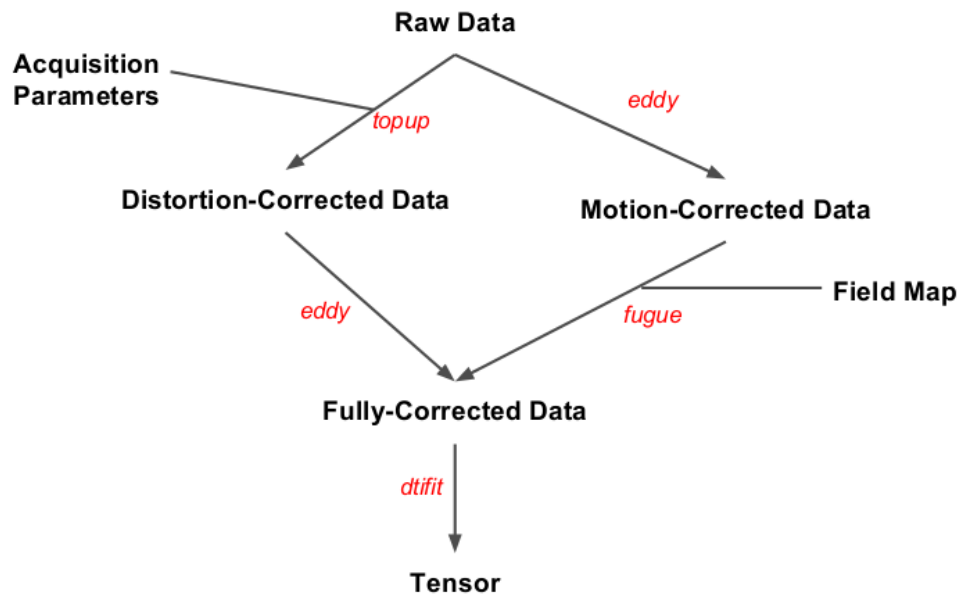 Raw Data
Acquisition
Parameters
eddy
topup
Distortion-Corrected Data
Motion-Corrected Data
Field Map
eddy
fugue
Fully-Corrected Data
dtifit
Tensor